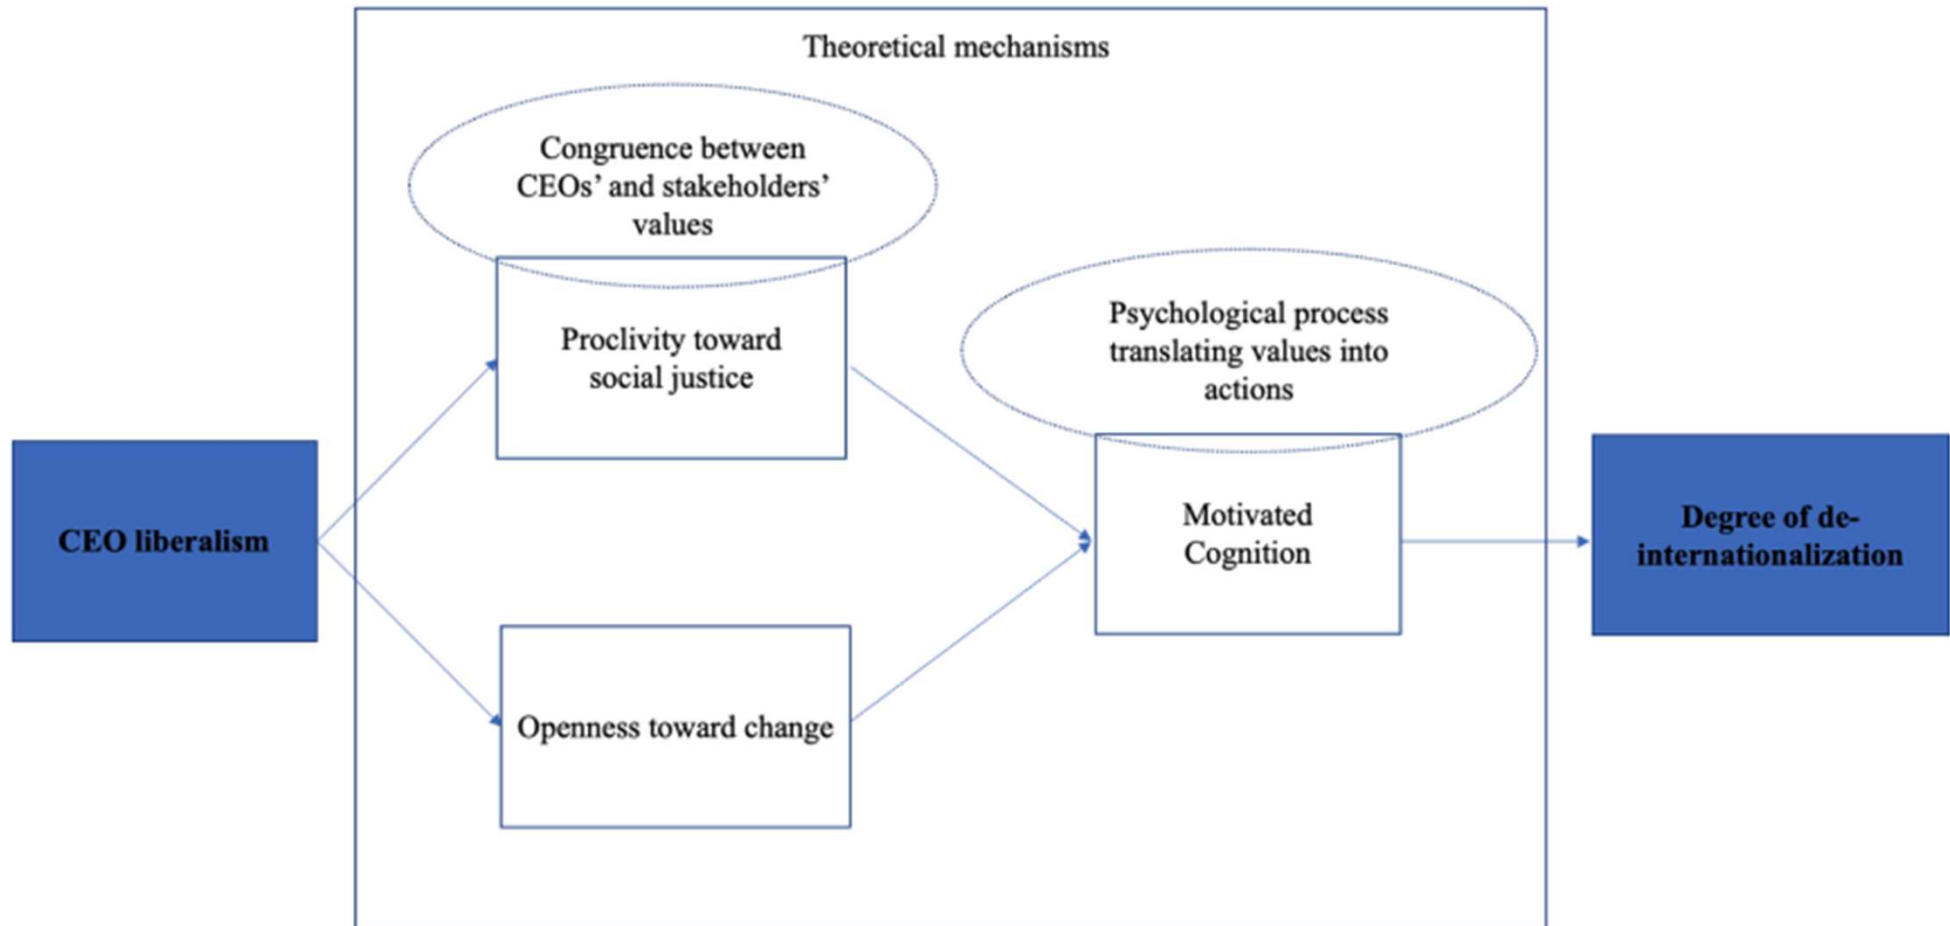 Theoretical mechanisms
Congruence between
CEOs’ and stakeholders’
values
Proclivity toward
social justice
Psychological process
translating values into
actions
CEO liberalism
Motivated
Cognition
Degree of de-
internationalization
Openness toward change